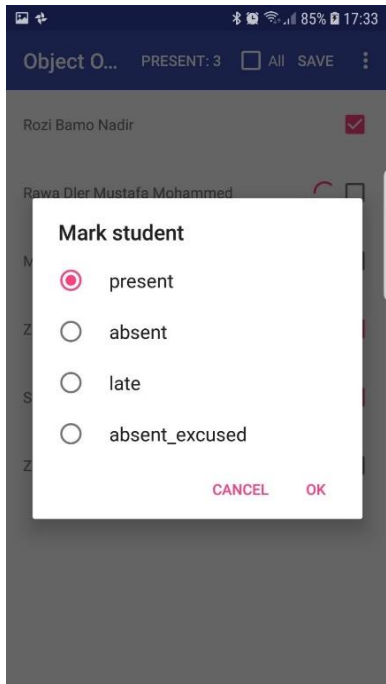 85% 17:33
Object O... PRESENT: 3 All SAVE
Rozi Bamo Nadir
Rawa Dler Mustafa Mohammed
Mark student
M
present
absent
Z
late
S
absent_excused
Z
CANCEL OK